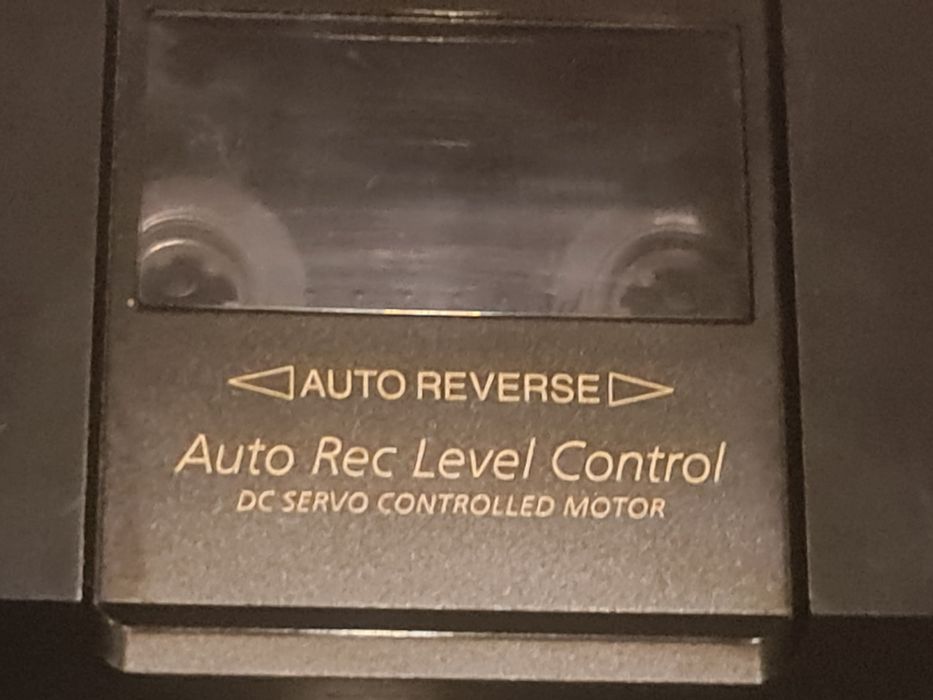 AUTO REVERSE
Auto Rec Level Control
DC SERVO CONTROLLED MOTOR